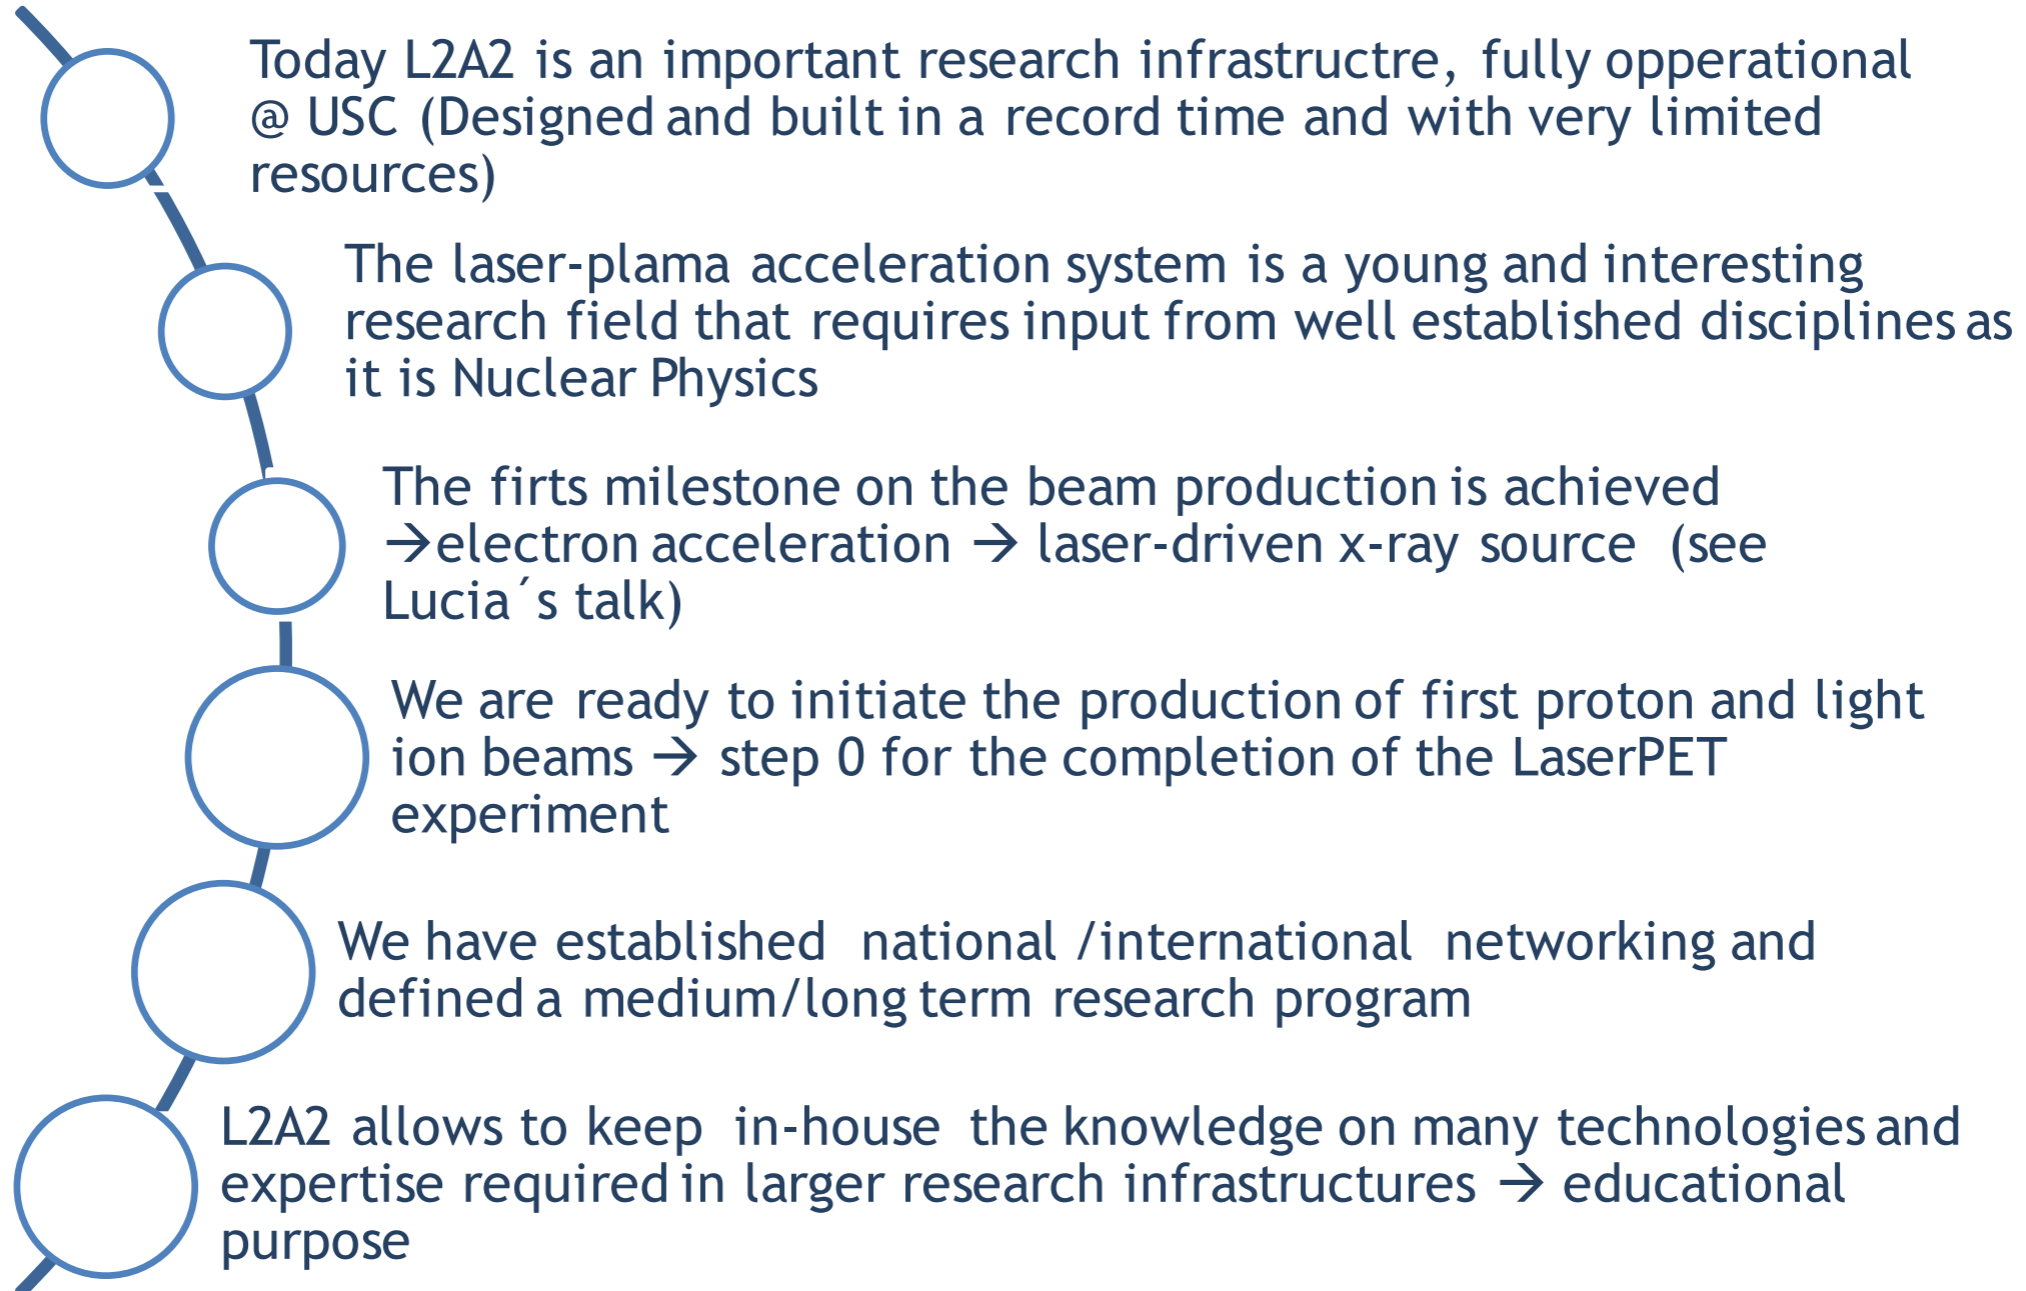 Today L2A2 is an important research infrastructre, fully opperational
@ USC (Designed and built in a record time and with very limited
resources)
The laser-plama acceleration system is a young and interesting
research field that requires input from well established disciplines as
it is Nuclear Physics
The firts milestone on the beam production is achieved
→electron acceleration → laser-driven x-ray source (see
Lucia´s talk)
We are ready to initiate the production of first proton and light
ion beams → step 0 for the completion of the LaserPET
experiment
We have established national /international networking and
defined a medium/long term research program
L2A2 allows to keep in-house the knowledge on many technologies and
expertise required in larger research infrastructures → educational
purpose